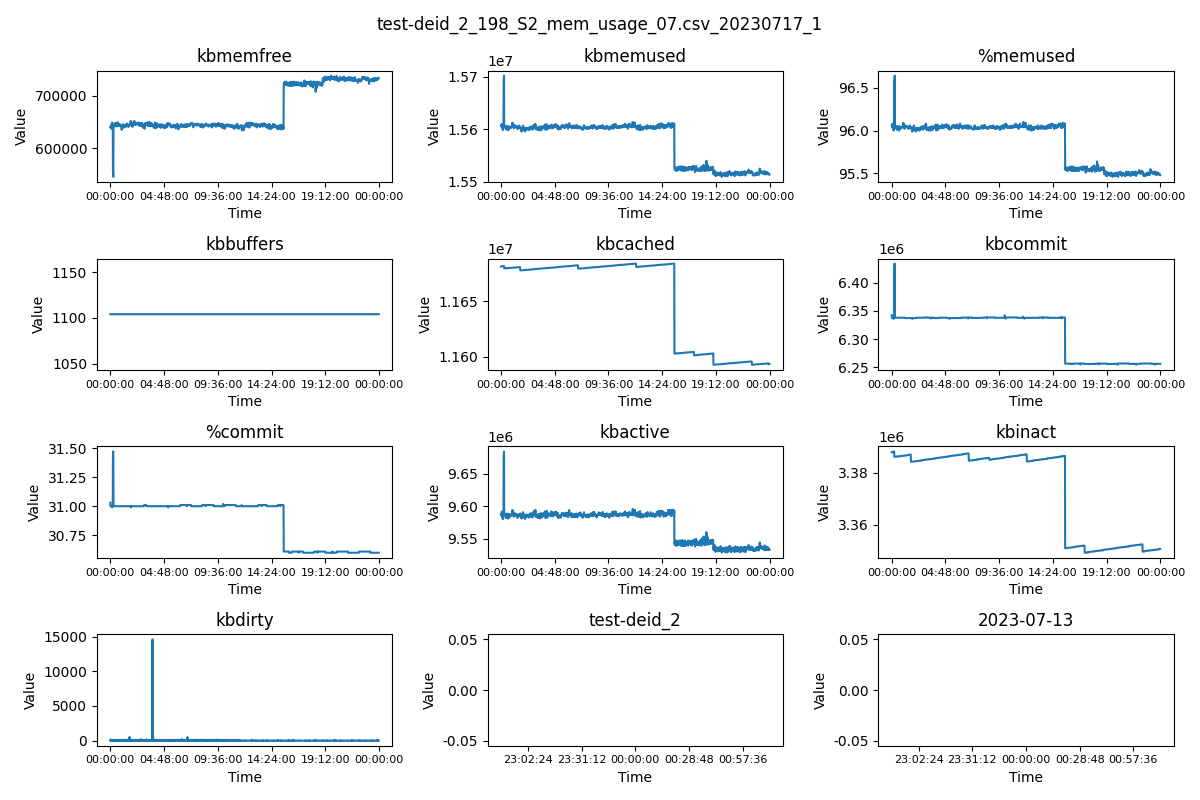 test-deid_2_198_S2_mem_usage_07.csv_20230717_1
kbmemfree
Value
700000
600000
00:00:00 04:48:00 09:36:00 14:24:00 19:12:00 00:00:00
Time
kbmemused
1e7
Value
1.57
1.56
1.55
00:00:00 04:48:00 09:36:00 14:24:00 19:12:00 00:00:00
Time
%memused
Value
96.5
96.0
95.5
00:00:00 04:48:00 09:36:00 14:24:00 19:12:00 00:00:00
Time
kbbuffers
Value
1150
1100
1050
00:00:00 04:48:00 09:36:00 14:24:00 19:12:00 00:00:00
Time
kbcached
1e7
Value
1.165
1.160
00:00:00 04:48:00 09:36:00 14:24:00 19:12:00 00:00:00
Time
kbcommit
1e6
Value
6.40
6.35
6.30
6.25
00:00:00 04:48:00 09:36:00 14:24:00 19:12:00 00:00:00
Time
%commit
Value
31.50
31.25
31.00
30.75
00:00:00 04:48:00 09:36:00 14:24:00 19:12:00 00:00:00
Time
kbactive
1e6
Value
9.65
9.60
9.55
00:00:00 04:48:00 09:36:00 14:24:00 19:12:00 00:00:00
Time
kbinact
1e6
Value
3.38
3.36
00:00:00 04:48:00 09:36:00 14:24:00 19:12:00 00:00:00
Time
kbdirty
Value
15000
10000
5000
0
00:00:00 04:48:00 09:36:00 14:24:00 19:12:00 00:00:00
Time
test-deid_2
Value
0.05
0.00
-0.05
23:02:24 23:31:12 00:00:00 00:28:48 00:57:36
Time
2023-07-13
Value
0.05
0.00
-0.05
23:02:24 23:31:12 00:00:00 00:28:48 00:57:36
Time